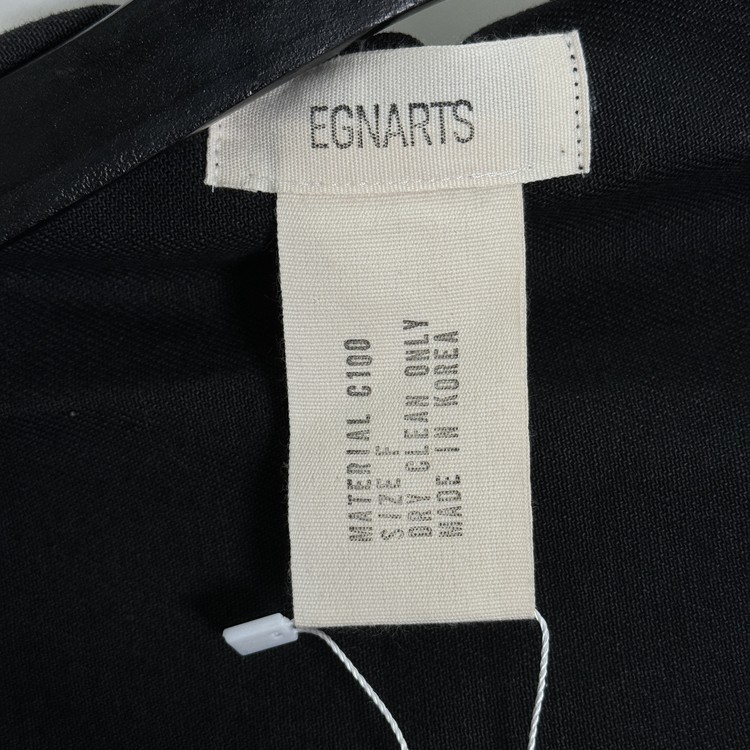 EGNARTS
MATERIAL C100
SIZE F
DRY CLEAN ONLY
MADE IN KOREA